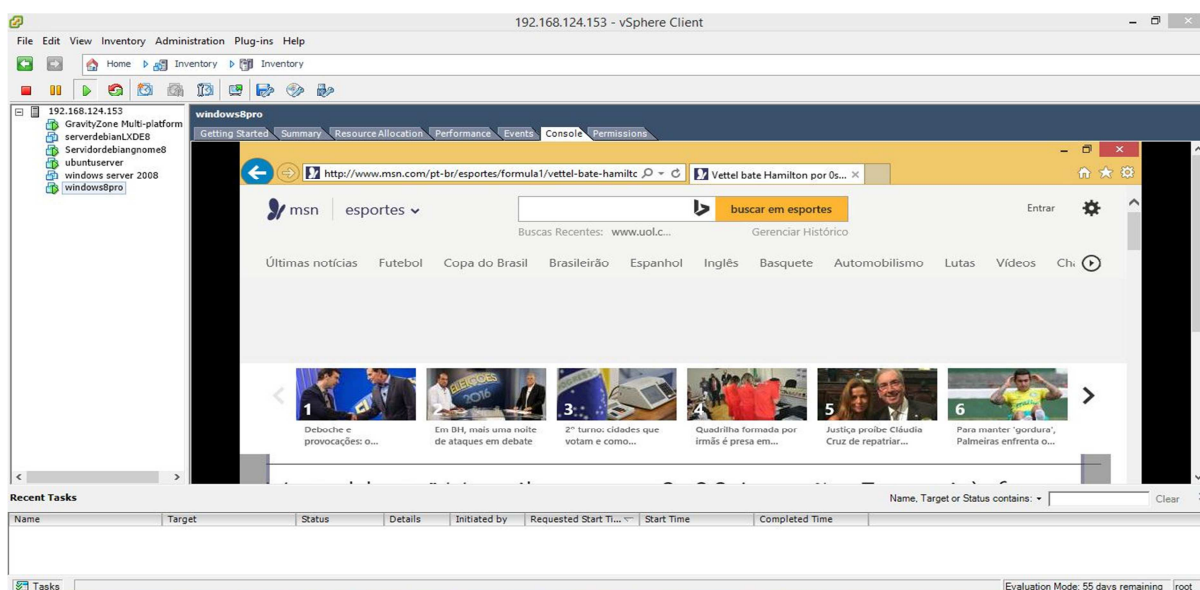 192.168.124.153 - vSphere Client
File Edit View Inventory Administration Plug-ins Help
Home Inventory Inventory
192.168.124.153
GravityZone Multi-platform
serverdebianLXDE8
Servidordebiangnome8
ubuntuserver
windows server 2008
windows8pro
windows8pro
Getting Started Summary Resource Allocation Performance Events Console Permissions
http://www.msn.com/pt-br/esportes/formula1/vettel-bate-hamiltc
Vettel bate Hamilton por 0s...
msn esportes
buscar em esportes
Entrar
Buscas Recentes: www.uol.c...
Gerenciar Histórico
Últimas notícias Futebol Copa do Brasil Brasileirão Espanhol Inglês Basquete Automobilismo Lutas Vídeos
ELEIÇÕES
2016
1
2
3
4
5
6
Deboche e
provocações: o...
Em BH, mais uma noite
de ataques em debate
2º turno: cidades que
votam e como...
Quadrilha formada por
irmãs é presa em...
Justiça proíbe Cláudia
Cruz de repatriar...
Para manter 'gordura',
Palmeiras enfrenta o...
Recent Tasks
Name, Target or Status contains:
Clear
Name Target Status Details Initiated by Requested Start Ti... Start Time Completed Time
Tasks
Evaluation Mode: 55 days remaining root